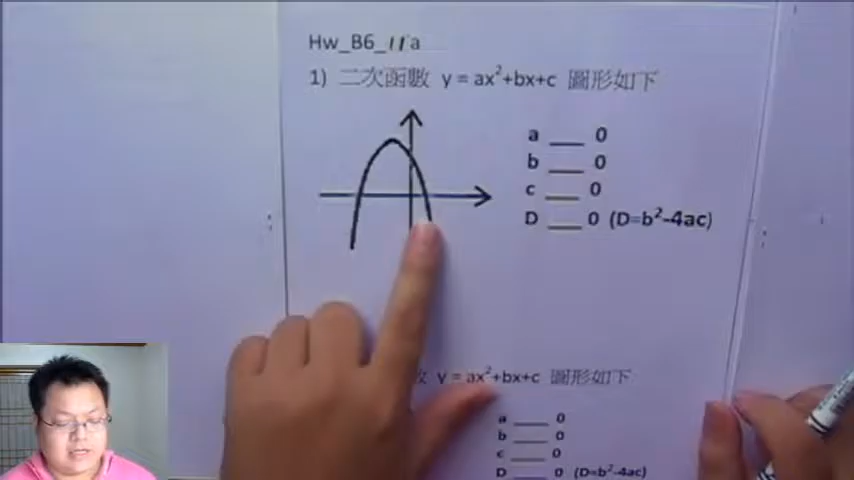 Hw_B6_11a
1) 二次函數 y = ax²+bx+c 圖形如下
a ___ 0
b ___ 0
c ___ 0
D ___ 0 (D=b²-4ac)
y = ax²+bx+c 圖形如下
a ___ 0
b ___ 0
c ___ 0
D ___ 0 (D=b²-4ac)